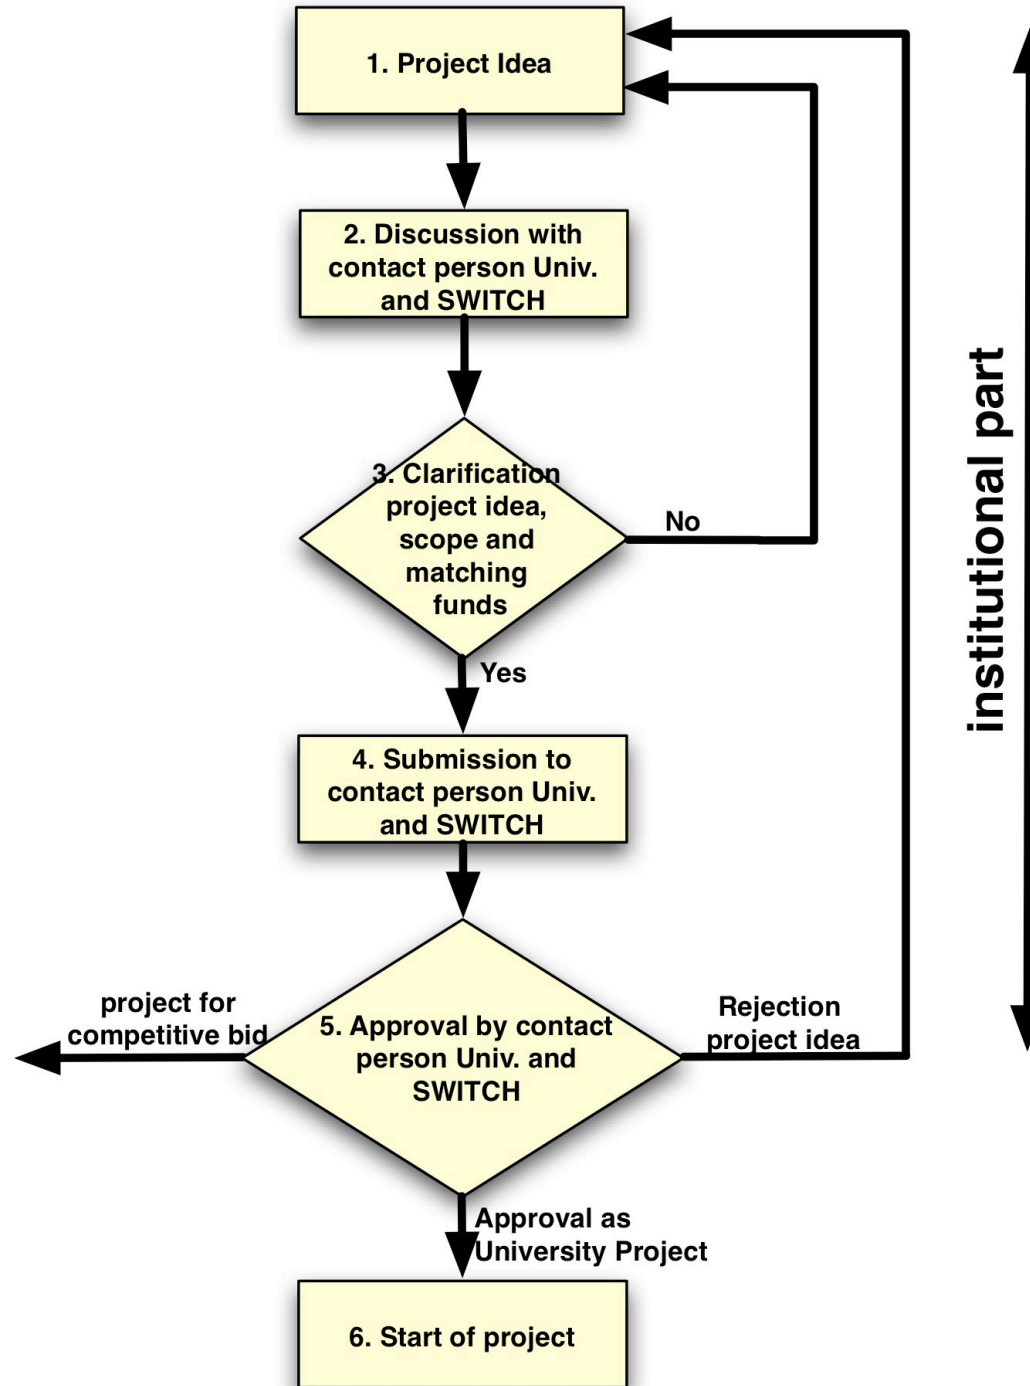 1. Project Idea
2. Discussion with
contact person Univ.
and SWITCH
3. Clarification
project idea,
scope and
matching
funds
No
Yes
institutional part
4. Submission to
contact person Univ.
and SWITCH
project for
competitive bid
5. Approval by contact
person Univ. and
SWITCH
Rejection
project idea
Approval as
University Project
6. Start of project